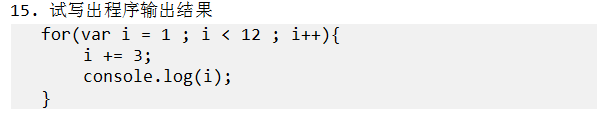 15. 试写出程序输出结果
for(var i = 1 ; i < 12 ; i++){
    i += 3;
    console.log(i);
}